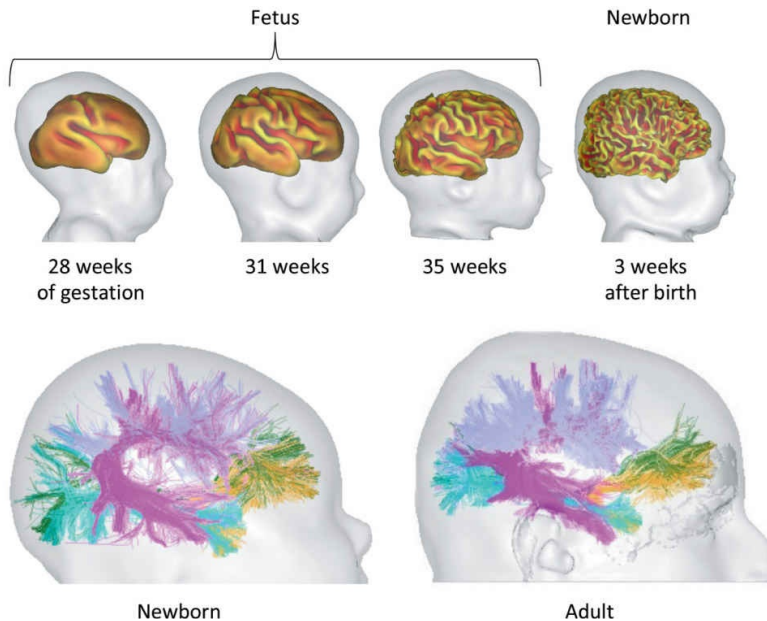 Fetus
Newborn
28 weeks
of gestation
31 weeks
35 weeks
3 weeks
after birth
Newborn
Adult